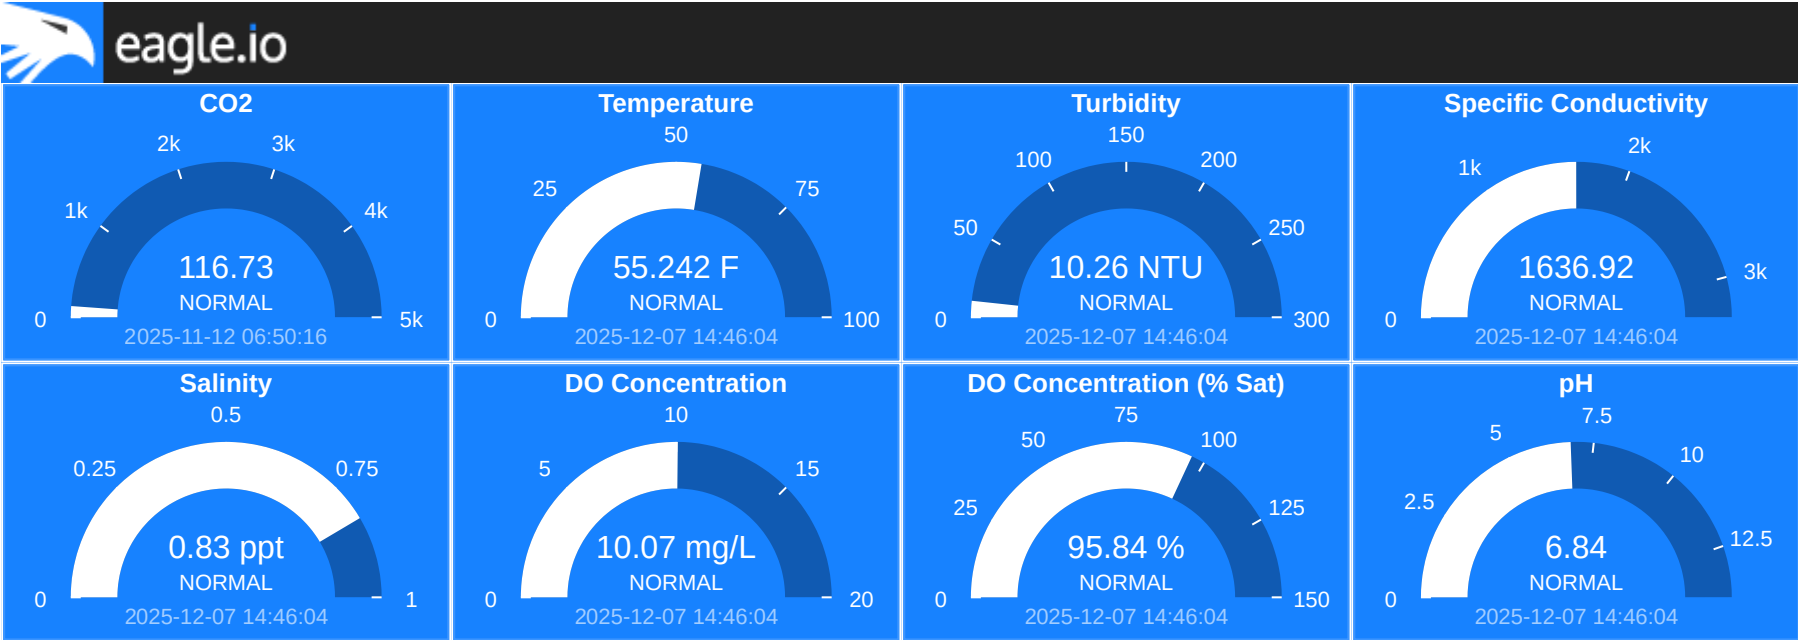 eagle.io
CO2
0
1k
2k
3k
4k
5k
116.73
NORMAL
2025-11-12 06:50:16
Temperature
0
25
50
75
100
55.242 F
NORMAL
2025-12-07 14:46:04
Turbidity
0
50
100
150
200
250
300
10.26 NTU
NORMAL
2025-12-07 14:46:04
Specific Conductivity
0
1k
2k
3k
1636.92
NORMAL
2025-12-07 14:46:04
Salinity
0
0.25
0.5
0.75
1
0.83 ppt
NORMAL
2025-12-07 14:46:04
DO Concentration
0
5
10
15
20
10.07 mg/L
NORMAL
2025-12-07 14:46:04
DO Concentration (% Sat)
0
25
50
75
100
125
150
95.84 %
NORMAL
2025-12-07 14:46:04
pH
0
2.5
5
7.5
10
12.5
6.84
NORMAL
2025-12-07 14:46:04